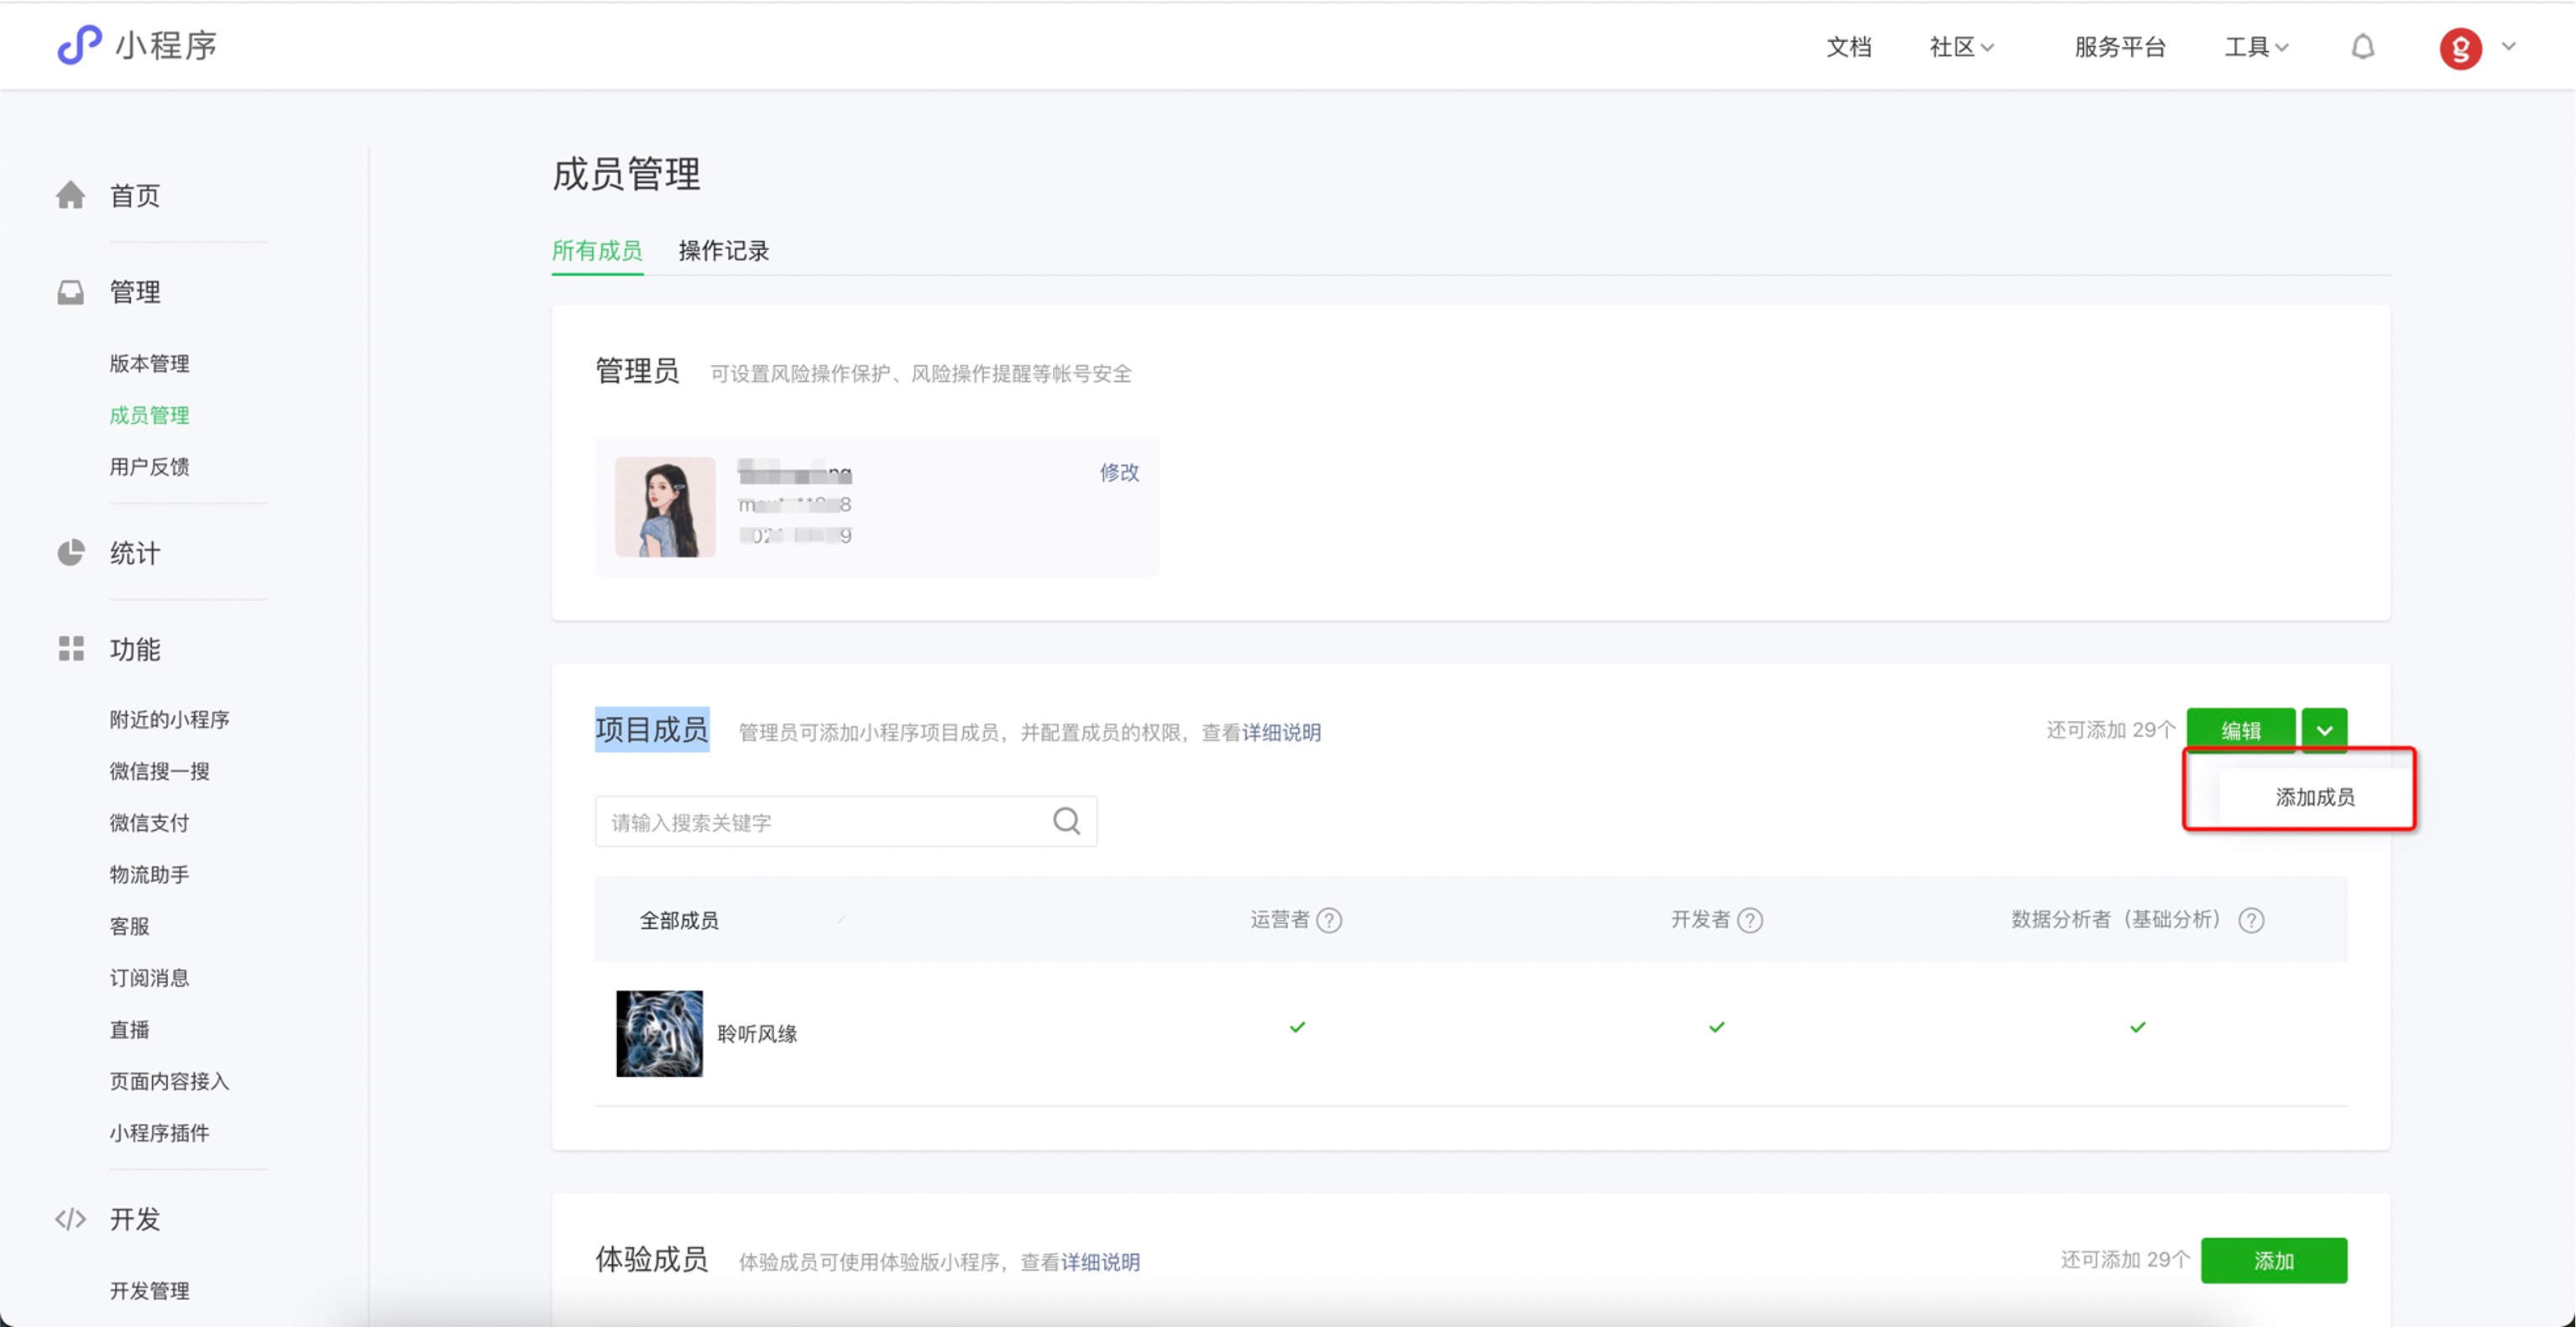 小程序
文档 社区 服务平台 工具
首页
管理
版本管理
成员管理
用户反馈
统计
功能
附近的小程序
微信搜一搜
微信支付
物流助手
客服
订阅消息
直播
页面内容接入
小程序插件
开发
开发管理
成员管理
所有成员 操作记录
管理员 可设置风险操作保护、风险操作提醒等帐号安全
修改
项目成员 管理员可添加小程序项目成员，并配置成员的权限，查看详细说明
还可添加 29个 编辑
添加成员
请输入搜索关键字
全部成员 运营者 ? 开发者 ? 数据分析者（基础分析） ?
聆听风缘
体验成员 体验成员可使用体验版小程序，查看详细说明
还可添加 29个 添加